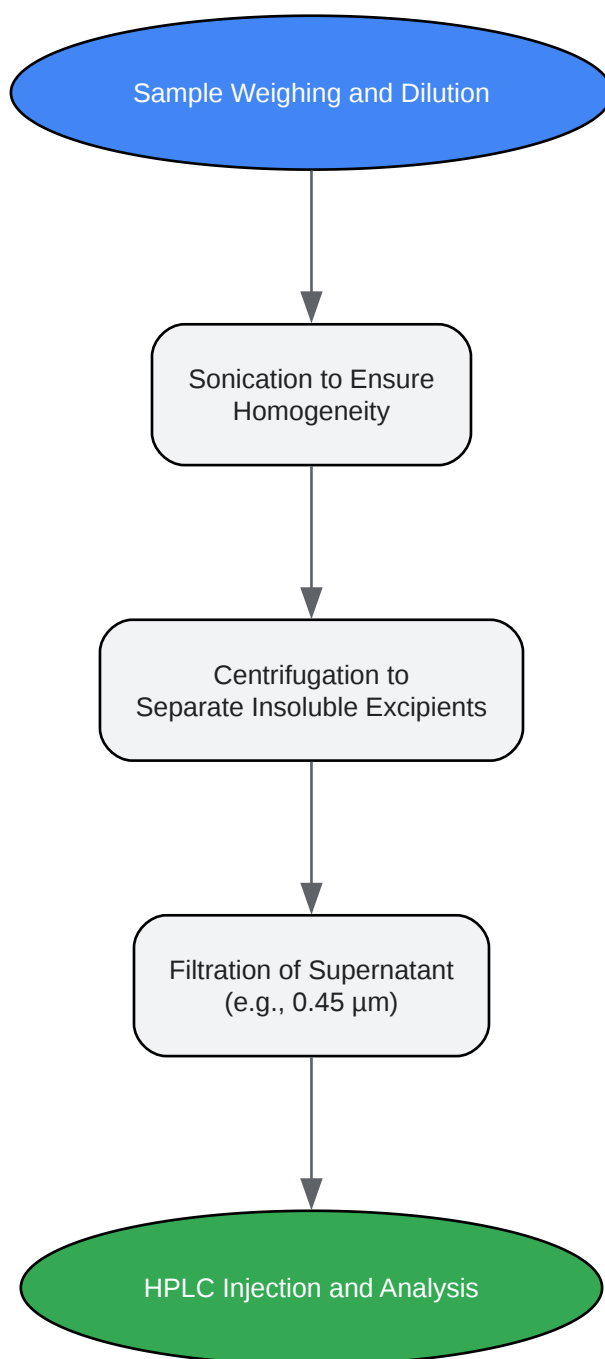 Sample Weighing and Dilution
Sonication to Ensure
Homogeneity
Centrifugation to
Separate Insoluble Excipients
Filtration of Supernatant
(e.g., 0.45 µm)
HPLC Injection and Analysis